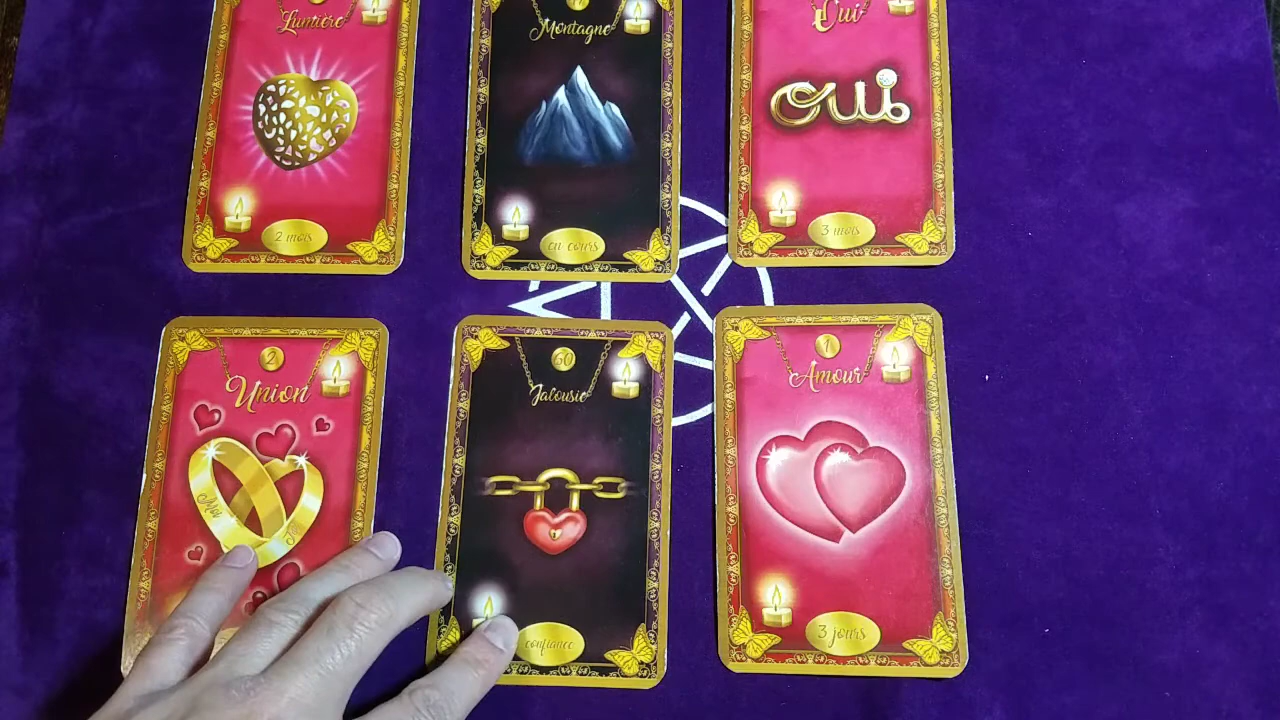 Lumière
2 mois
Montagne
en cours
Oui
oui
3 mois
2
Union
60
Jalousie
confiance
1
Amour
3 jours